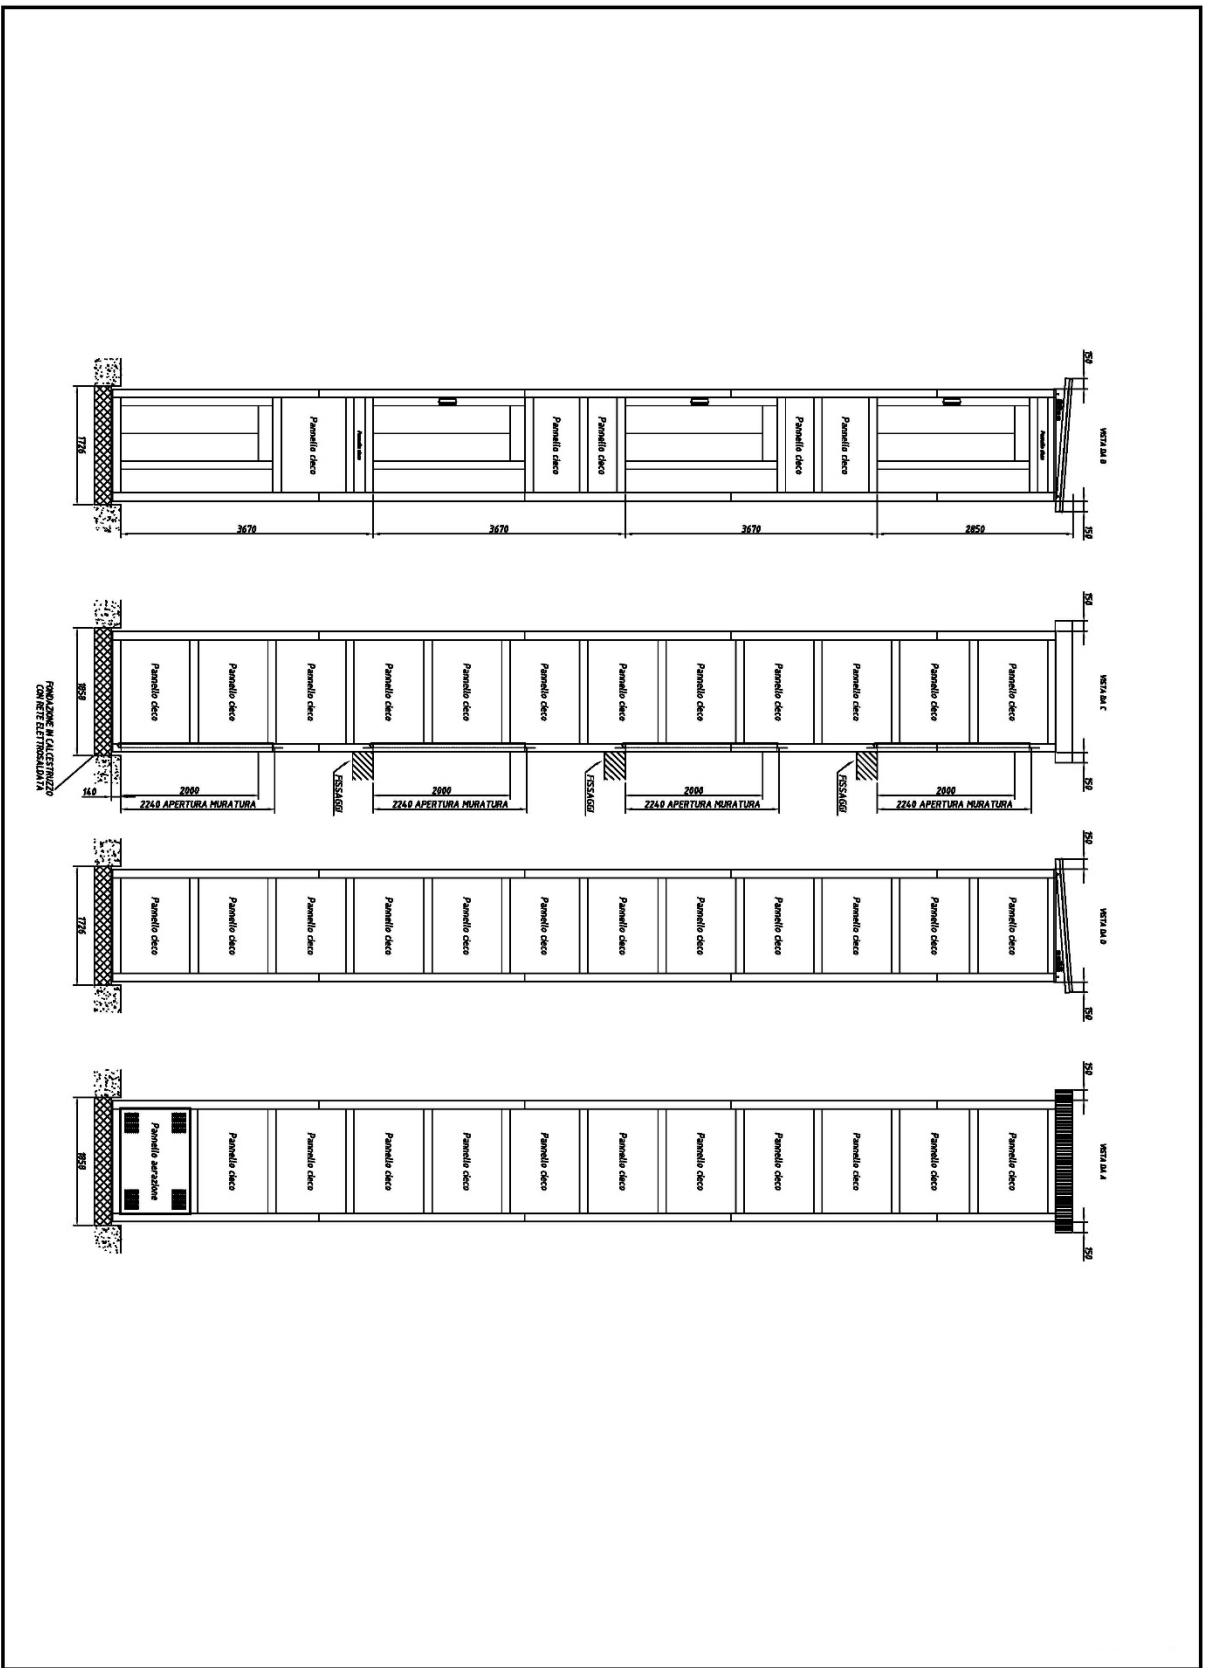 VISTA DA B
150
150
Pannello cieco
Pannello cieco
Pannello cieco
Pannello cieco
Pannello cieco
Pannello cieco
Pannello cieco
3670
3670
3670
2850
1726
VISTA DA C
150
150
Pannello cieco
Pannello cieco
Pannello cieco
Pannello cieco
Pannello cieco
Pannello cieco
Pannello cieco
Pannello cieco
Pannello cieco
Pannello cieco
Pannello cieco
Pannello cieco
FISSAGGI
FISSAGGI
FISSAGGI
2000
2240 APERTURA MURATURA
2000
2240 APERTURA MURATURA
2000
2240 APERTURA MURATURA
2000
2240 APERTURA MURATURA
140
1858
FONDAZIONE IN CALCESTRUZZO
CON RETE ELETTROSALDATA
VISTA DA D
150
150
Pannello cieco
Pannello cieco
Pannello cieco
Pannello cieco
Pannello cieco
Pannello cieco
Pannello cieco
Pannello cieco
Pannello cieco
Pannello cieco
Pannello cieco
Pannello cieco
1726
VISTA DA A
150
150
Pannello cieco
Pannello cieco
Pannello cieco
Pannello cieco
Pannello cieco
Pannello cieco
Pannello cieco
Pannello cieco
Pannello cieco
Pannello cieco
Pannello cieco
Pannello aerazione
1858